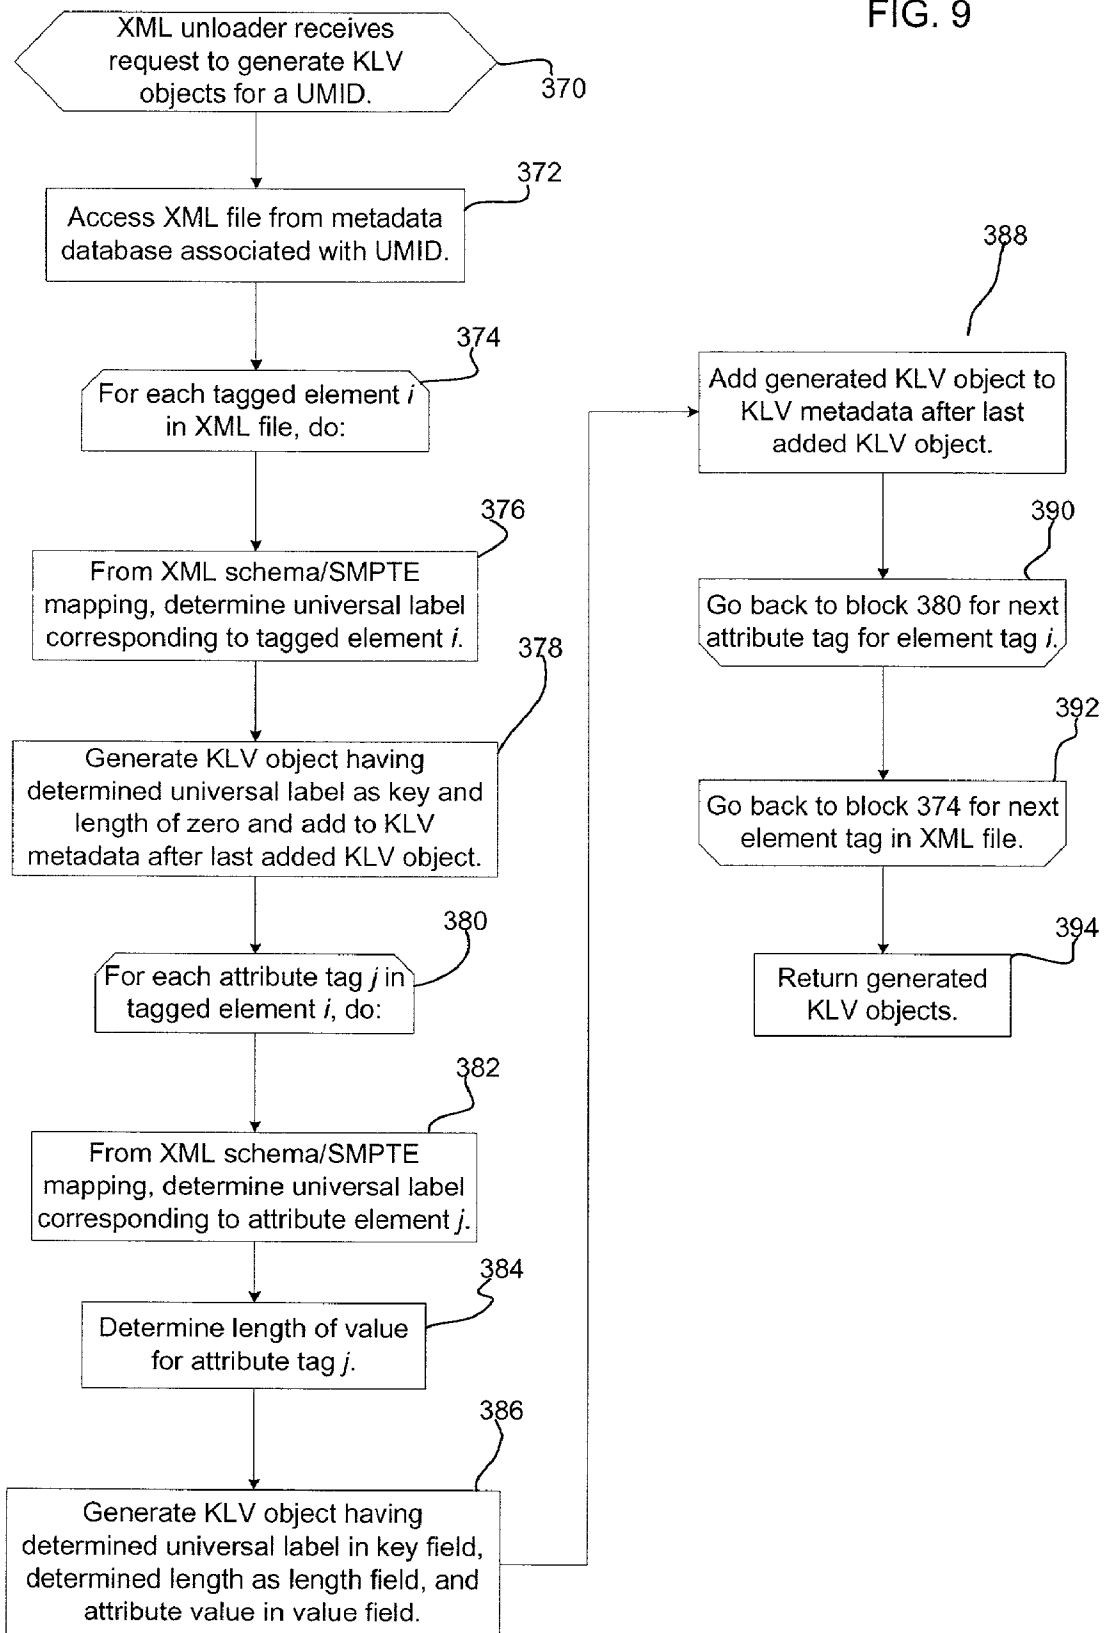 FIG. 9
XML unloader receives
request to generate KLV
objects for a UMID.
370
372
Access XML file from metadata
database associated with UMID.
374
For each tagged element i
in XML file, do:
376
From XML schema/SMPTE
mapping, determine universal label
corresponding to tagged element i.
378
Generate KLV object having
determined universal label as key and
length of zero and add to KLV
metadata after last added KLV object.
380
For each attribute tag j in
tagged element i, do:
382
From XML schema/SMPTE
mapping, determine universal label
corresponding to attribute element j.
384
Determine length of value
for attribute tag j.
386
Generate KLV object having
determined universal label in key field,
determined length as length field, and
attribute value in value field.
388
Add generated KLV object to
KLV metadata after last
added KLV object.
390
Go back to block 380 for next
attribute tag for element tag i.
392
Go back to block 374 for next
element tag in XML file.
394
Return generated
KLV objects.